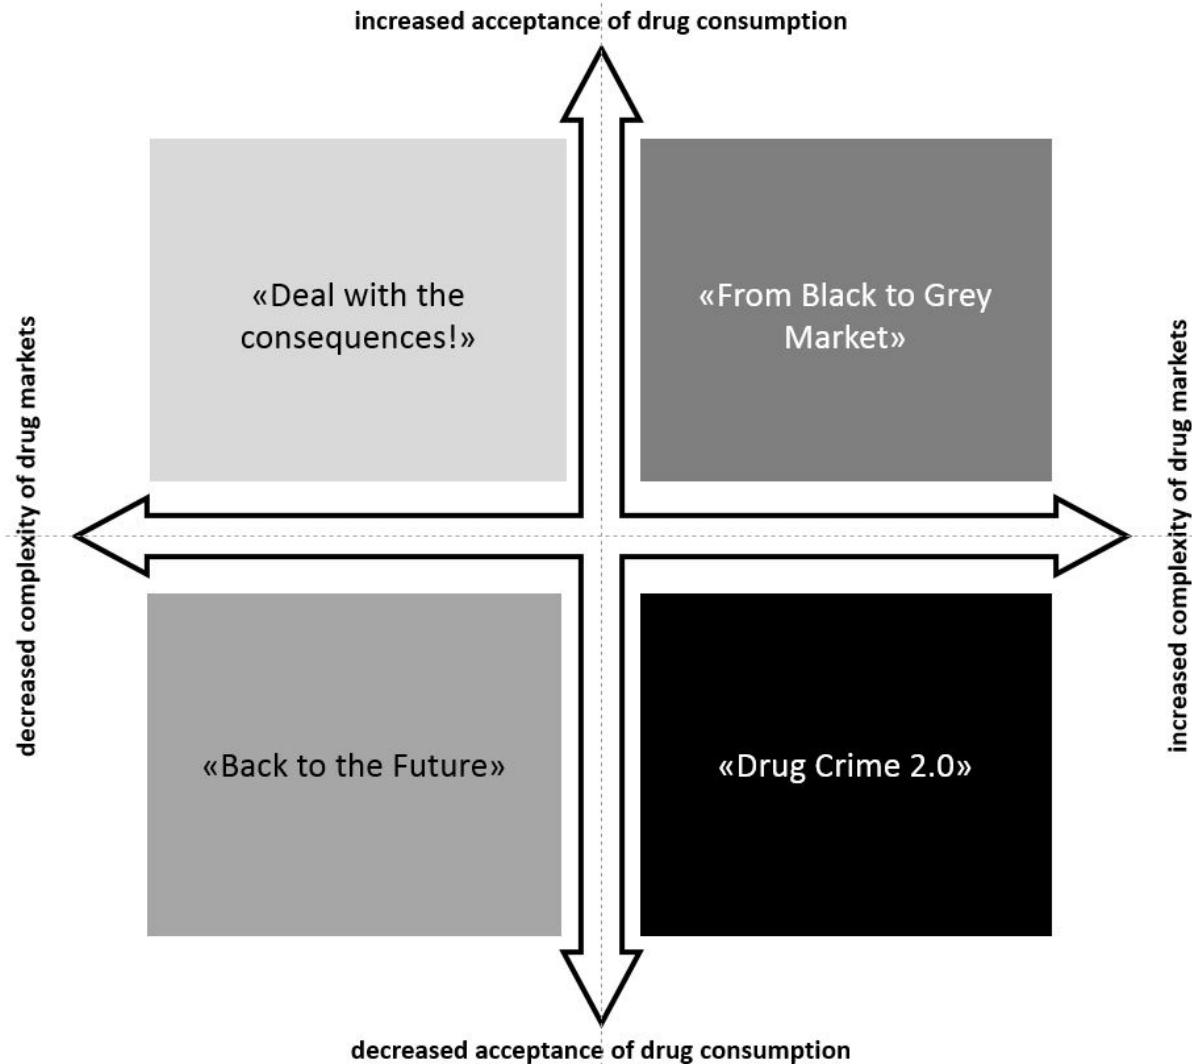 increased acceptance of drug consumption
«Deal with the
consequences!»
«From Black to Grey
Market»
decreased complexity of drug markets
increased complexity of drug markets
«Back to the Future»
«Drug Crime 2.0»
decreased acceptance of drug consumption